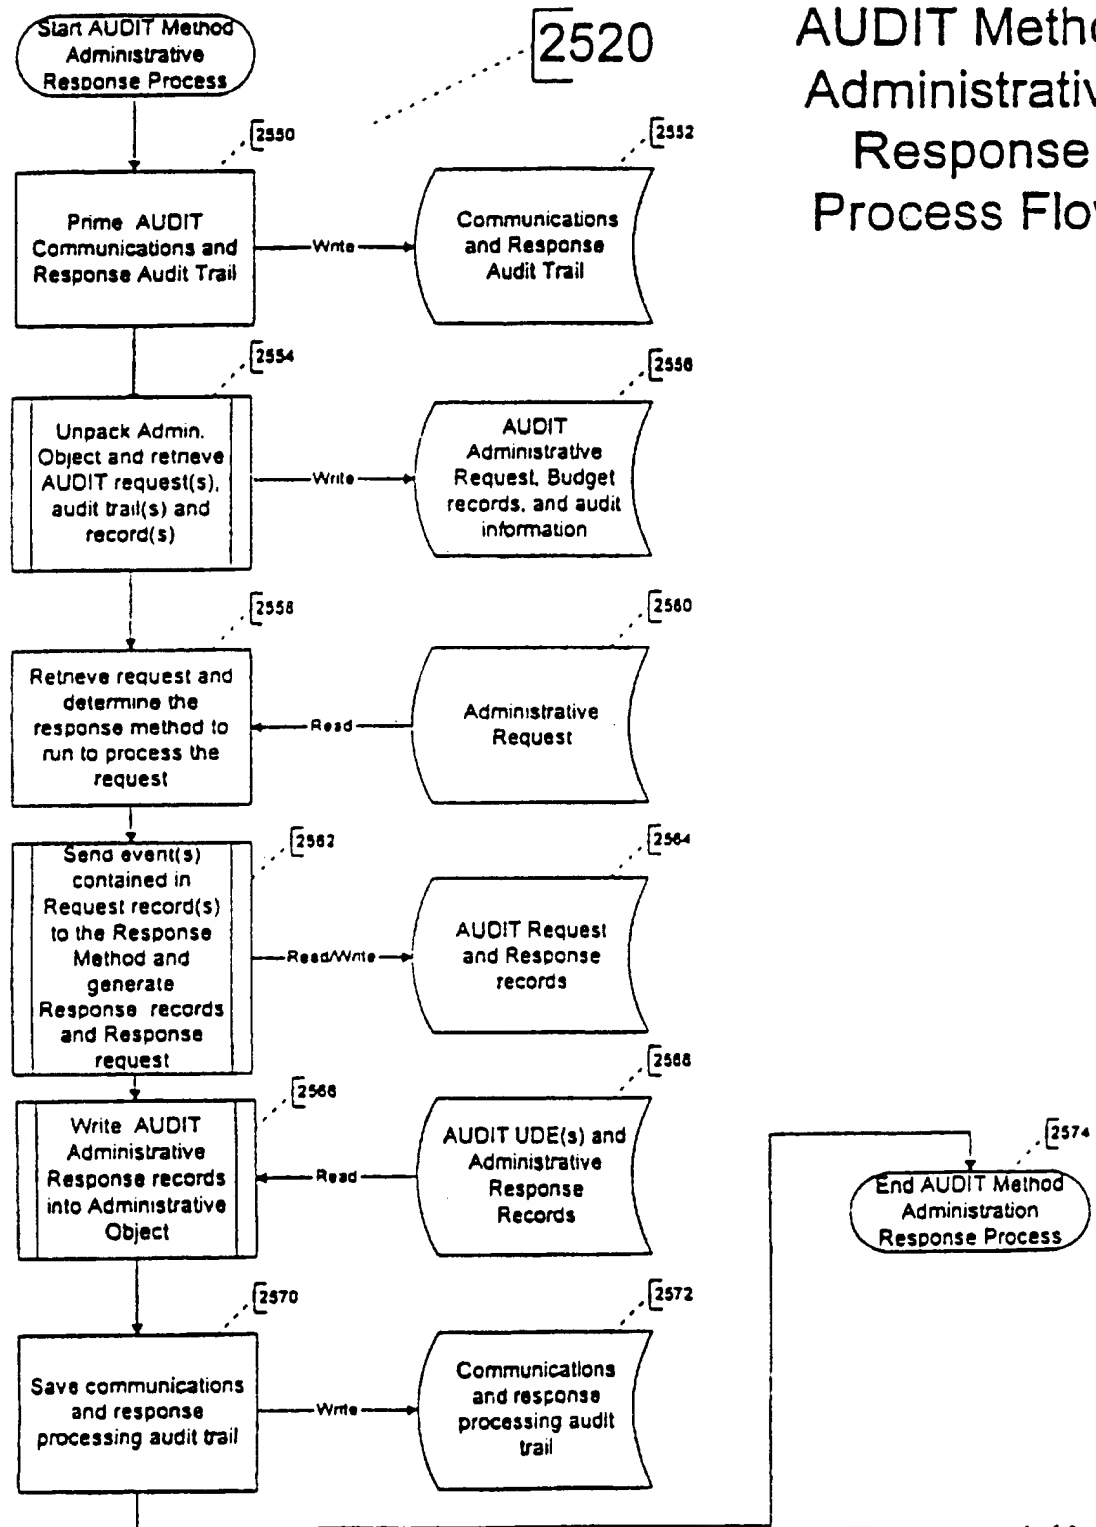 Start AUDIT Method
Administrative
Response Process
2520
AUDIT Metho
Administrativ
Response
Process Flow
2550
Prime AUDIT
Communications and
Response Audit Trail
Write
2552
Communications
and Response
Audit Trail
2554
Unpack Admin.
Object and retrieve
AUDIT request(s),
audit trail(s) and
record(s)
Write
2556
AUDIT
Administrative
Request, Budget
records, and audit
information
2558
Retrieve request and
determine the
response method to
run to process the
request
Read
2560
Administrative
Request
2562
Send event(s)
contained in
Request record(s)
to the Response
Method and
generate
Response records
and Response
request
Read/Write
2564
AUDIT Request
and Response
records
2566
Write AUDIT
Administrative
Response records
into Administrative
Object
Read
2568
AUDIT UDE(s) and
Administrative
Response
Records
2570
Save communications
and response
processing audit trail
Write
2572
Communications
and response
processing audit
trail
2574
End AUDIT Method
Administration
Response Process